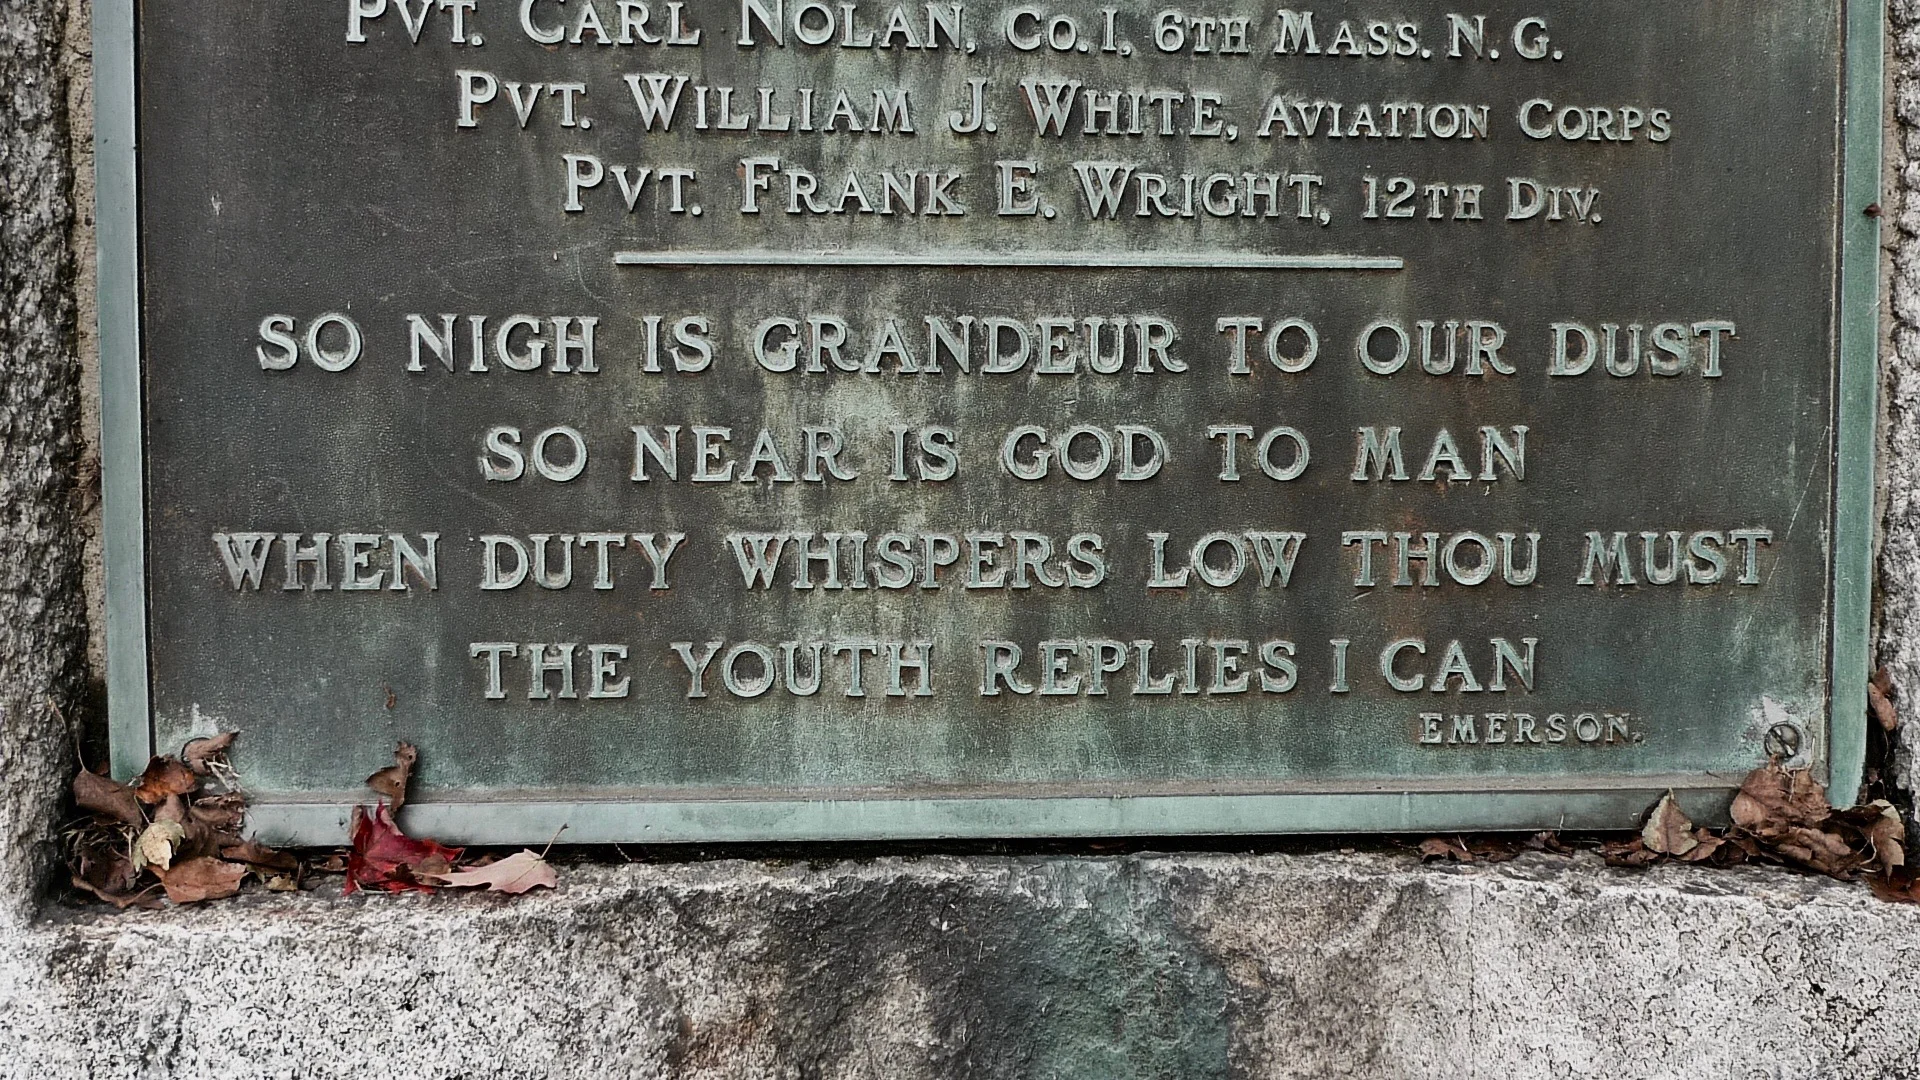 PVT. CARL NOLAN, CO. I, 6TH MASS. N. G.
PVT. WILLIAM J. WHITE, AVIATION CORPS
PVT. FRANK E. WRIGHT, 12TH DIV.
SO NIGH IS GRANDEUR TO OUR DUST
SO NEAR IS GOD TO MAN
WHEN DUTY WHISPERS LOW THOU MUST
THE YOUTH REPLIES I CAN
EMERSON.